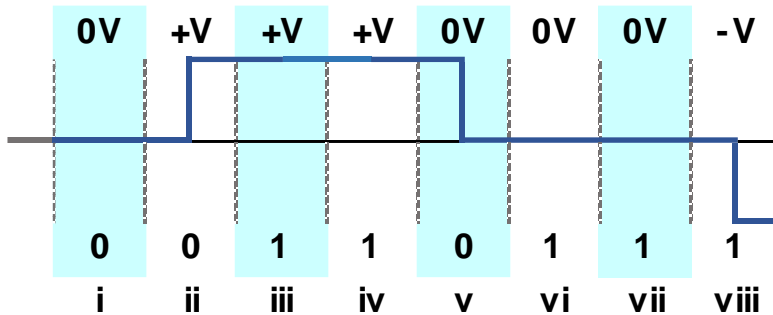 0V +V +V +V 0V 0V 0V -V
0 0 1 1 0 1 1 1
i ii iii iv v vi vii viii